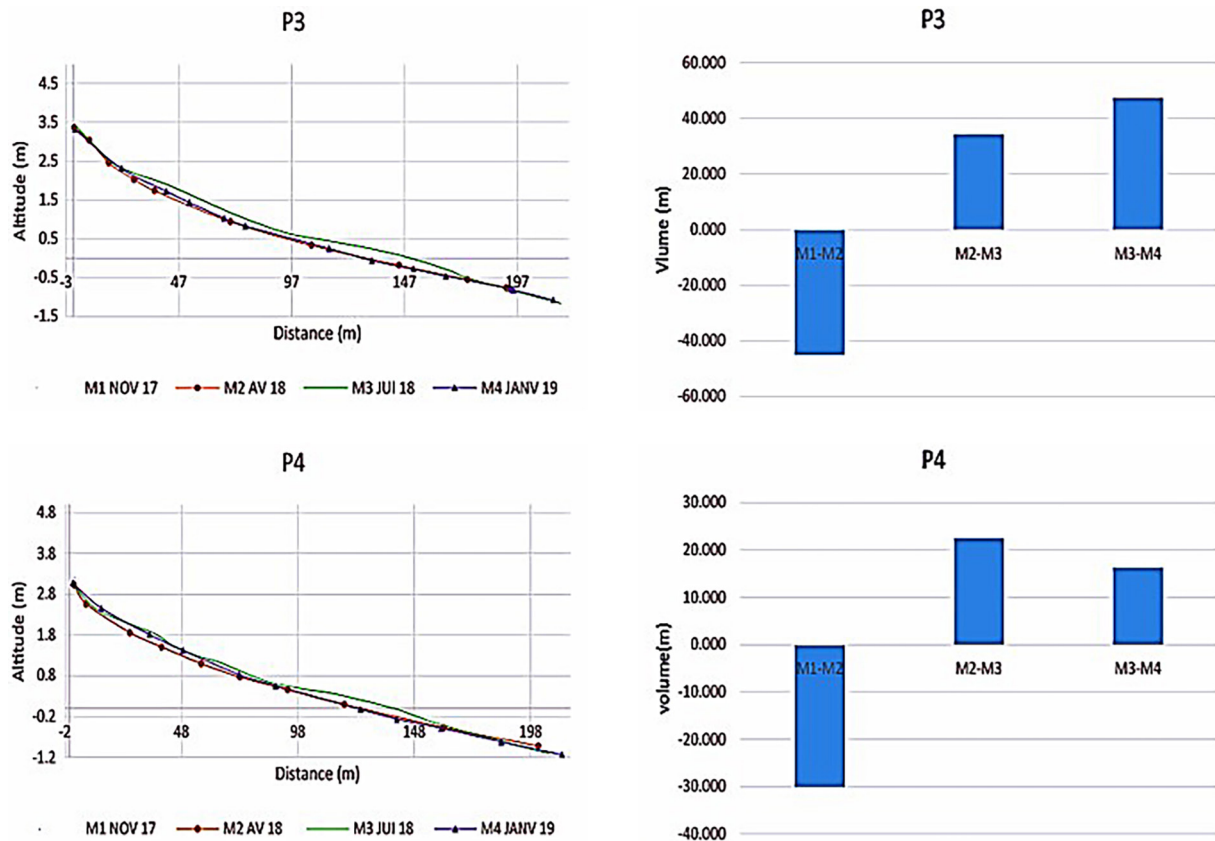 P3
4.5
3.5
2.5
1.5
0.5
-0.5
-1.5
Altitude (m)
-3 47 97 147 197
Distance (m)
M1 NOV 17 M2 AV 18 M3 JUI 18 M4 JANV 19
P3
60.000
40.000
20.000
0.000
-20.000
-40.000
-60.000
Vlume (m)
M1-M2 M2-M3 M3-M4
P4
4.8
3.8
2.8
1.8
0.8
-0.2
-1.2
Altitude (m)
-2 48 98 148 198
Distance (m)
M1 NOV 17 M2 AV 18 M3 JUI 18 M4 JANV 19
P4
30.000
20.000
10.000
0.000
-10.000
-20.000
-30.000
-40.000
volume(m)
M1-M2 M2-M3 M3-M4